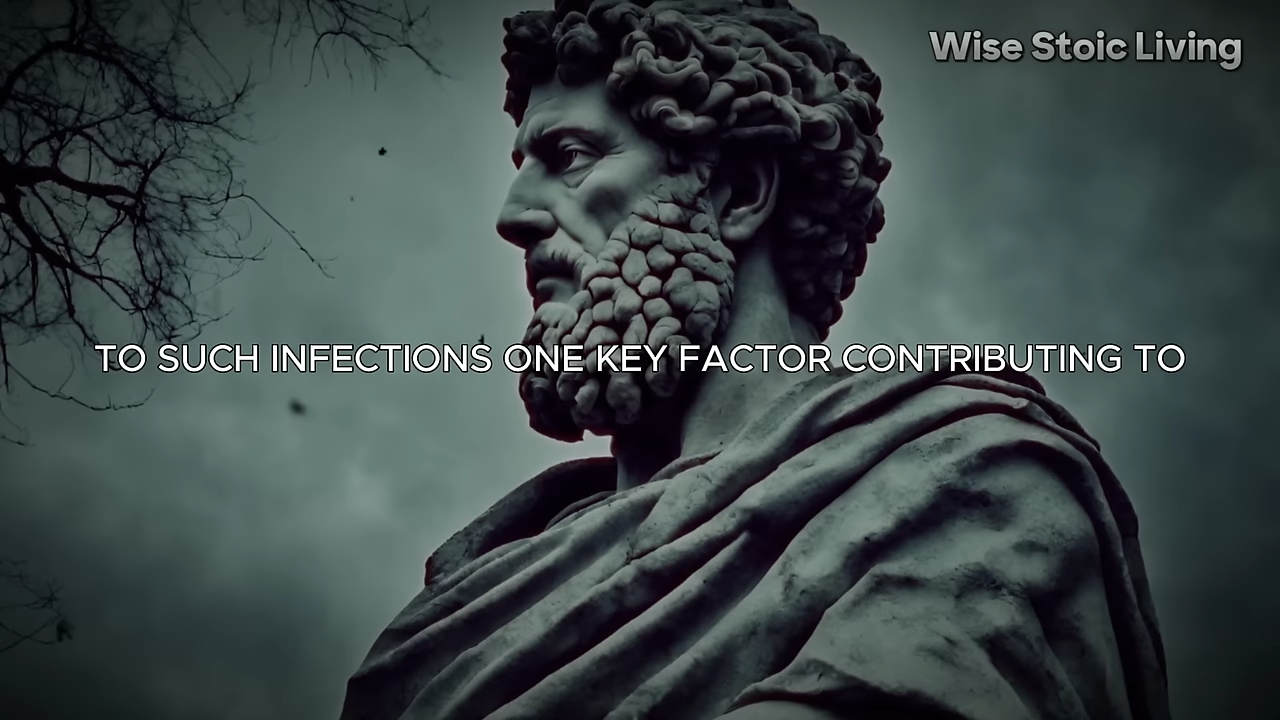 Wise Stoic Living
TO SUCH INFECTIONS ONE KEY FACTOR CONTRIBUTING TO